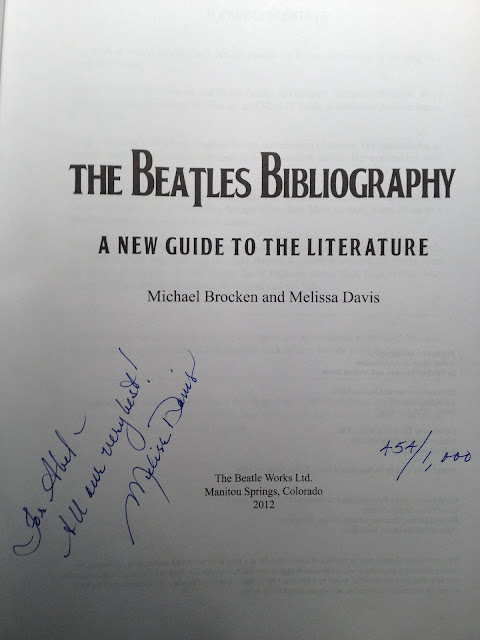 THE BEATLES BIBLIOGRAPHY
A NEW GUIDE TO THE LITERATURE
Michael Brocken and Melissa Davis
For Abel-
All our very best!
Melissa Davis
454/1,000
The Beatle Works Ltd.
Manitou Springs, Colorado
2012